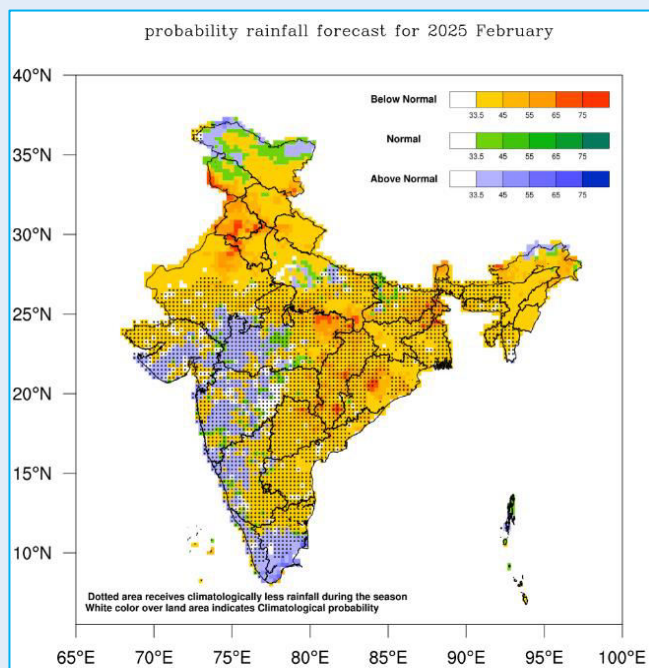 probability rainfall forecast for 2025 February
40°N
35°N
30°N
25°N
20°N
15°N
10°N
Below Normal
33.5 45 55 65 75
Normal
33.5 45 55 65 75
Above Normal
33.5 45 55 65 75
Dotted area receives climatologically less rainfall during the season
White color over land area indicates Climatological probability
65°E 70°E 75°E 80°E 85°E 90°E 95°E 100°E